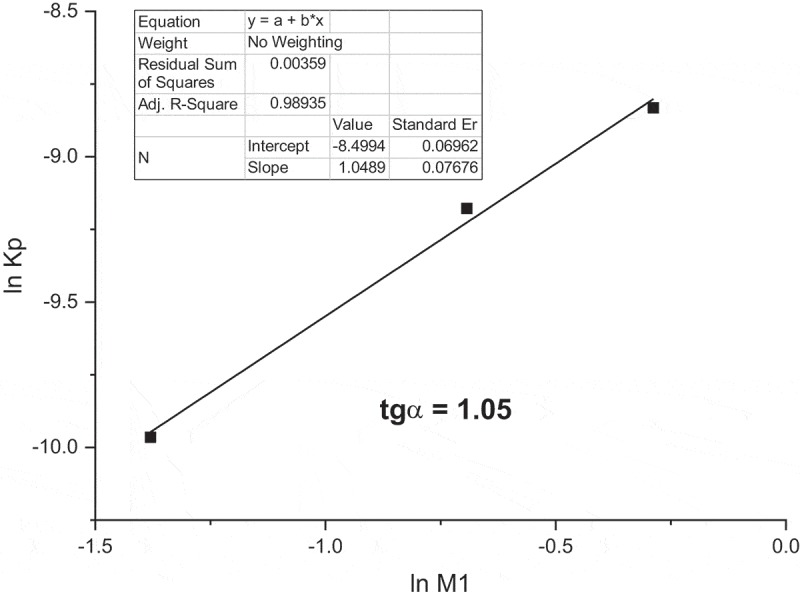 -8.5
Equation y = a + b*x
Weight No Weighting
Residual Sum 0.00359
of Squares
Adj. R-Square 0.98935
Value Standard Er
N Intercept -8.4994 0.06962
Slope 1.0489 0.07676
-9.0
ln Kp
-9.5
tgα = 1.05
-10.0
-1.5 -1.0 -0.5 0.0
ln M1